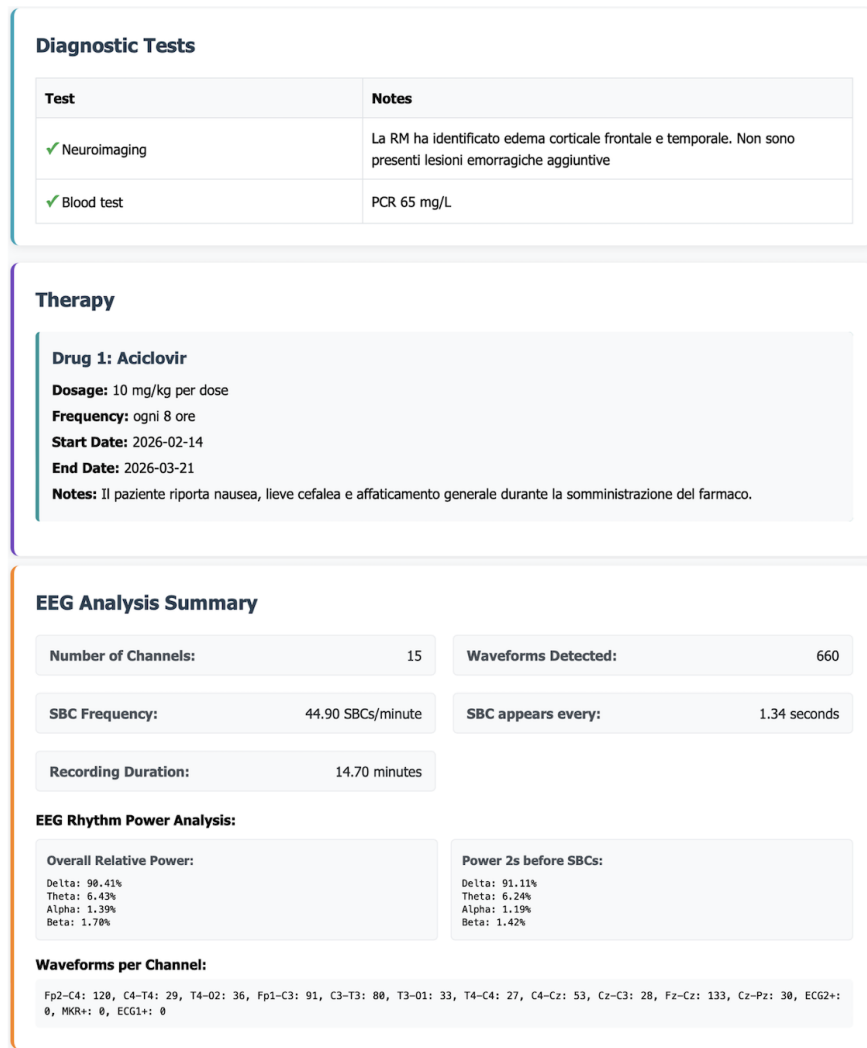 Diagnostic Tests
Test Notes
✓ Neuroimaging La RM ha identificato edema corticale frontale e temporale. Non sono
presenti lesioni emorragiche aggiuntive
✓ Blood test PCR 65 mg/L
Therapy
Drug 1: Aciclovir
Dosage: 10 mg/kg per dose
Frequency: ogni 8 ore
Start Date: 2026-02-14
End Date: 2026-03-21
Notes: Il paziente riporta nausea, lieve cefalea e affaticamento generale durante la somministrazione del farmaco.
EEG Analysis Summary
Number of Channels: 15 Waveforms Detected: 660
SBC Frequency: 44.90 SBCs/minute SBC appears every: 1.34 seconds
Recording Duration: 14.70 minutes
EEG Rhythm Power Analysis:
Overall Relative Power:
Delta: 90.41%
Theta: 6.43%
Alpha: 1.39%
Beta: 1.70%
Power 2s before SBCs:
Delta: 91.11%
Theta: 6.24%
Alpha: 1.19%
Beta: 1.42%
Waveforms per Channel:
Fp2-C4: 120, C4-T4: 29, T4-O2: 36, Fp1-C3: 91, C3-T3: 80, T3-O1: 33, T4-C4: 27, C4-Cz: 53, Cz-C3: 28, Fz-Cz: 133, Cz-Pz: 30, ECG2+:
0, MKR+: 0, ECG1+: 0